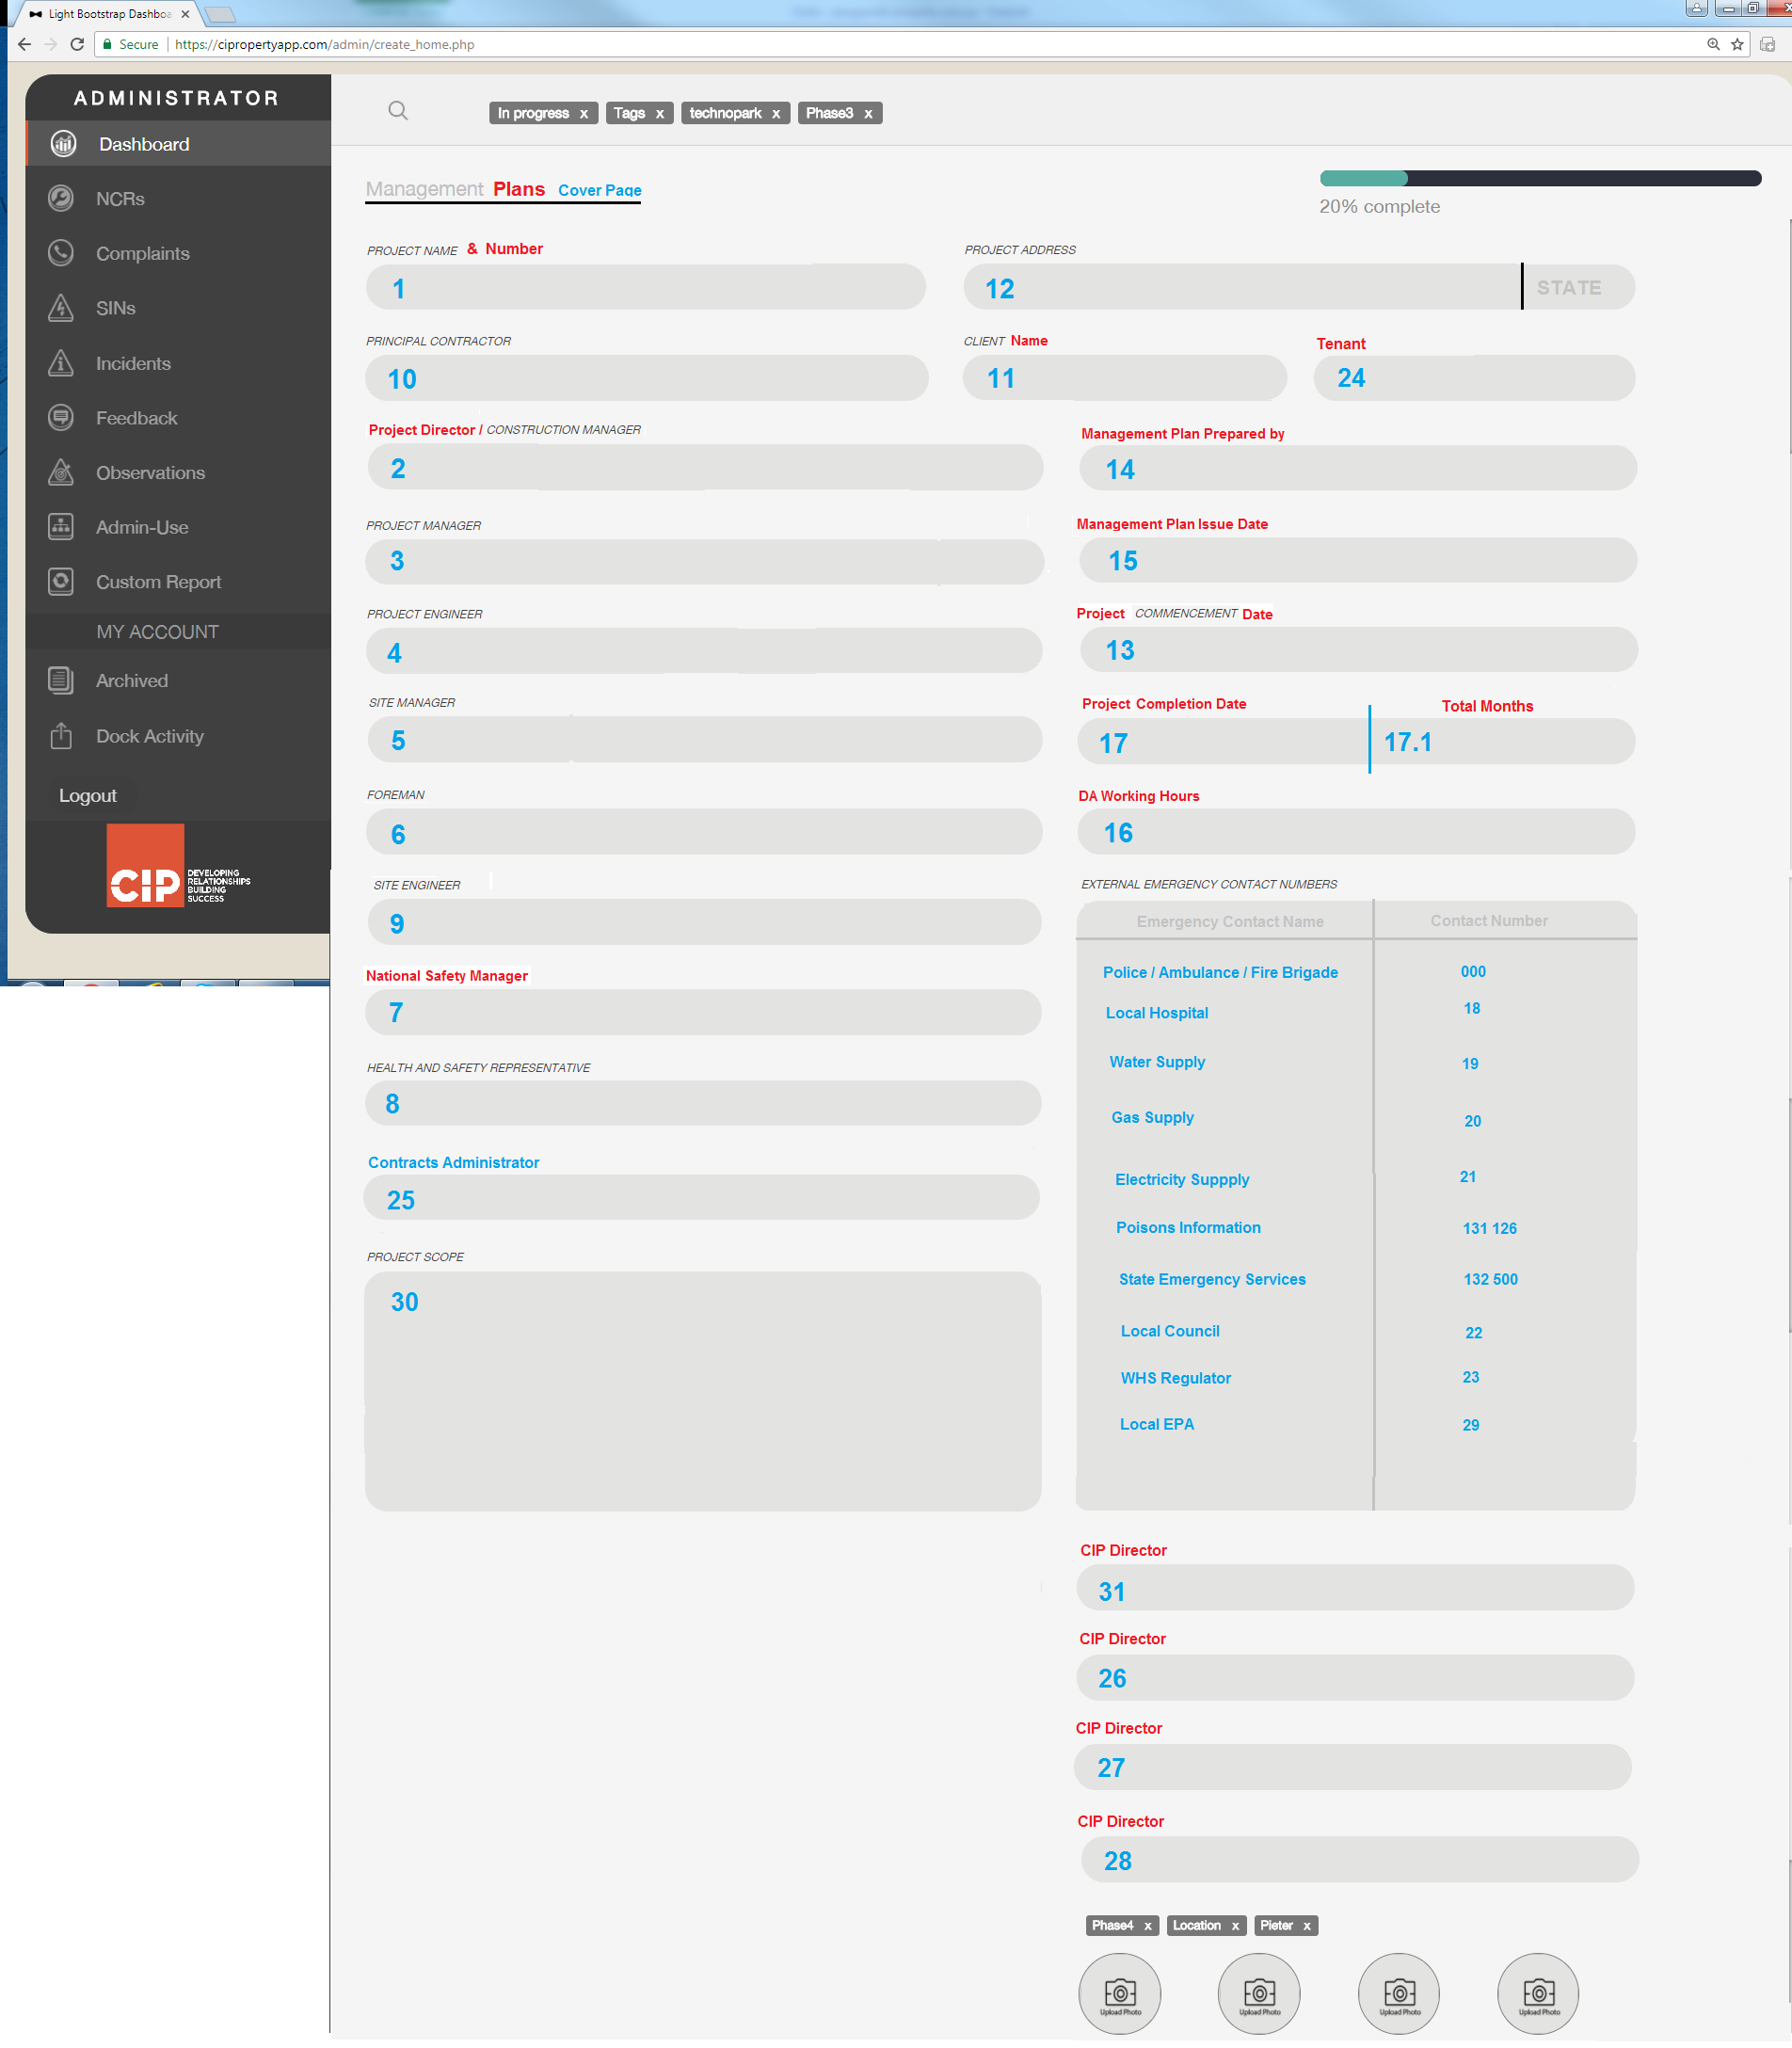 Light Bootstrap Dashboa
Secure | https://cipropertyapp.com/admin/create_home.php
ADMINISTRATOR
Dashboard
NCRs
Complaints
SINs
Incidents
Feedback
Observations
Admin-Use
Custom Report
MY ACCOUNT
Archived
Dock Activity
Logout
CIP DEVELOPING
RELATIONSHIPS
BUILDING
SUCCESS
In progress x Tags x technopark x Phase3 x
Management Plans Cover Page
20% complete
PROJECT NAME & Number
1
PROJECT ADDRESS
12 STATE
PRINCIPAL CONTRACTOR
10
CLIENT Name
11
Tenant
24
Project Director / CONSTRUCTION MANAGER
2
PROJECT MANAGER
3
PROJECT ENGINEER
4
SITE MANAGER
5
FOREMAN
6
SITE ENGINEER
9
National Safety Manager
7
HEALTH AND SAFETY REPRESENTATIVE
8
Contracts Administrator
25
PROJECT SCOPE
30
Management Plan Prepared by
14
Management Plan Issue Date
15
Project COMMENCEMENT Date
13
Project Completion Date Total Months
17 17.1
DA Working Hours
16
EXTERNAL EMERGENCY CONTACT NUMBERS
Emergency Contact Name Contact Number
Police / Ambulance / Fire Brigade 000
Local Hospital 18
Water Supply 19
Gas Supply 20
Electricity Suppply 21
Poisons Information 131 126
State Emergency Services 132 500
Local Council 22
WHS Regulator 23
Local EPA 29
CIP Director
31
CIP Director
26
CIP Director
27
CIP Director
28
Phase4 x Location x Pieter x
Upload Photo Upload Photo Upload Photo Upload Photo